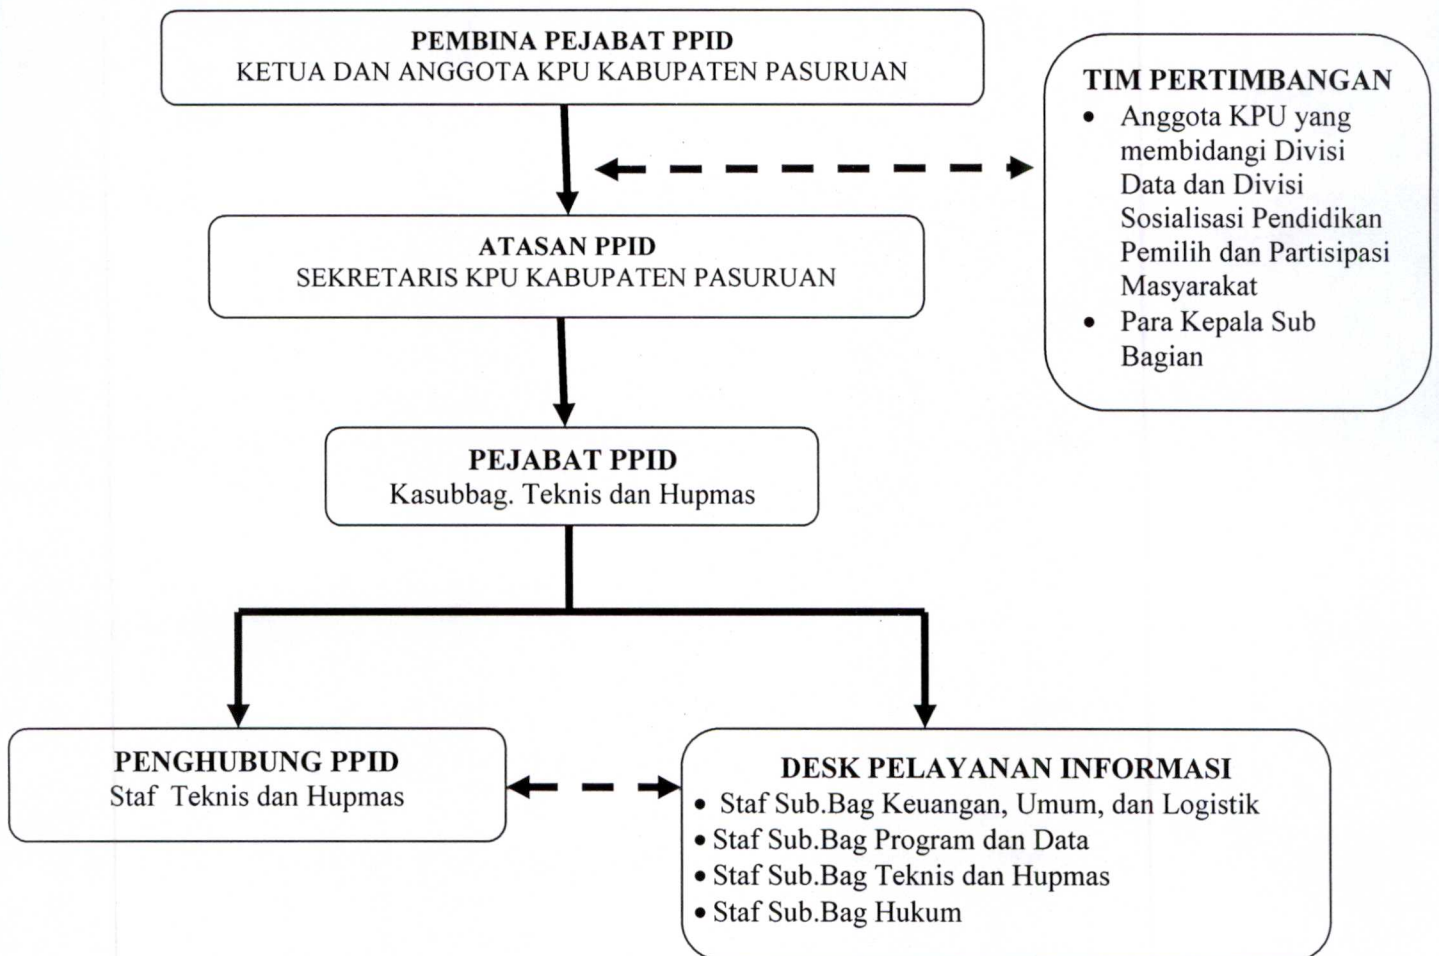 PEMBINA PEJABAT PPID
KETUA DAN ANGGOTA KPU KABUPATEN PASURUAN
TIM PERTIMBANGAN
• Anggota KPU yang
membidangi Divisi
Data dan Divisi
Sosialisasi Pendidikan
Pemilih dan Partisipasi
Masyarakat
• Para Kepala Sub
Bagian
ATASAN PPID
SEKRETARIS KPU KABUPATEN PASURUAN
PEJABAT PPID
Kasubbag. Teknis dan Hupmas
PENGHUBUNG PPID
Staf Teknis dan Hupmas
DESK PELAYANAN INFORMASI
• Staf Sub.Bag Keuangan, Umum, dan Logistik
• Staf Sub.Bag Program dan Data
• Staf Sub.Bag Teknis dan Hupmas
• Staf Sub.Bag Hukum